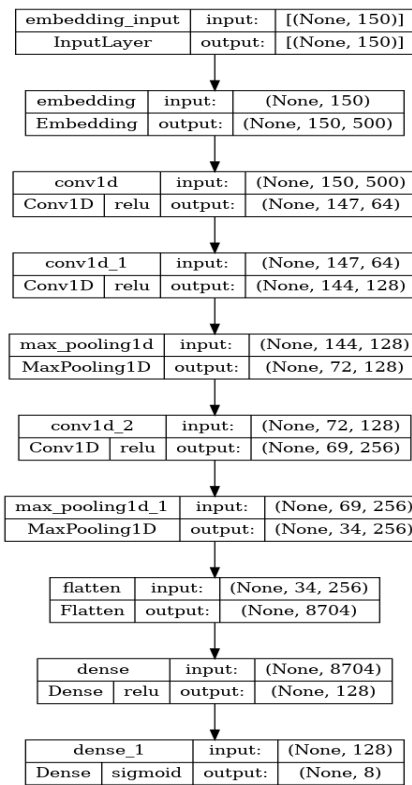 embedding_input input: [(None, 150)]
InputLayer output: [(None, 150)]
embedding input: (None, 150)
Embedding output: (None, 150, 500)
conv1d input: (None, 150, 500)
Conv1D relu output: (None, 147, 64)
conv1d_1 input: (None, 147, 64)
Conv1D relu output: (None, 144, 128)
max_pooling1d input: (None, 144, 128)
MaxPooling1D output: (None, 72, 128)
conv1d_2 input: (None, 72, 128)
Conv1D relu output: (None, 69, 256)
max_pooling1d_1 input: (None, 69, 256)
MaxPooling1D output: (None, 34, 256)
flatten input: (None, 34, 256)
Flatten output: (None, 8704)
dense input: (None, 8704)
Dense relu output: (None, 128)
dense_1 input: (None, 128)
Dense sigmoid output: (None, 8)